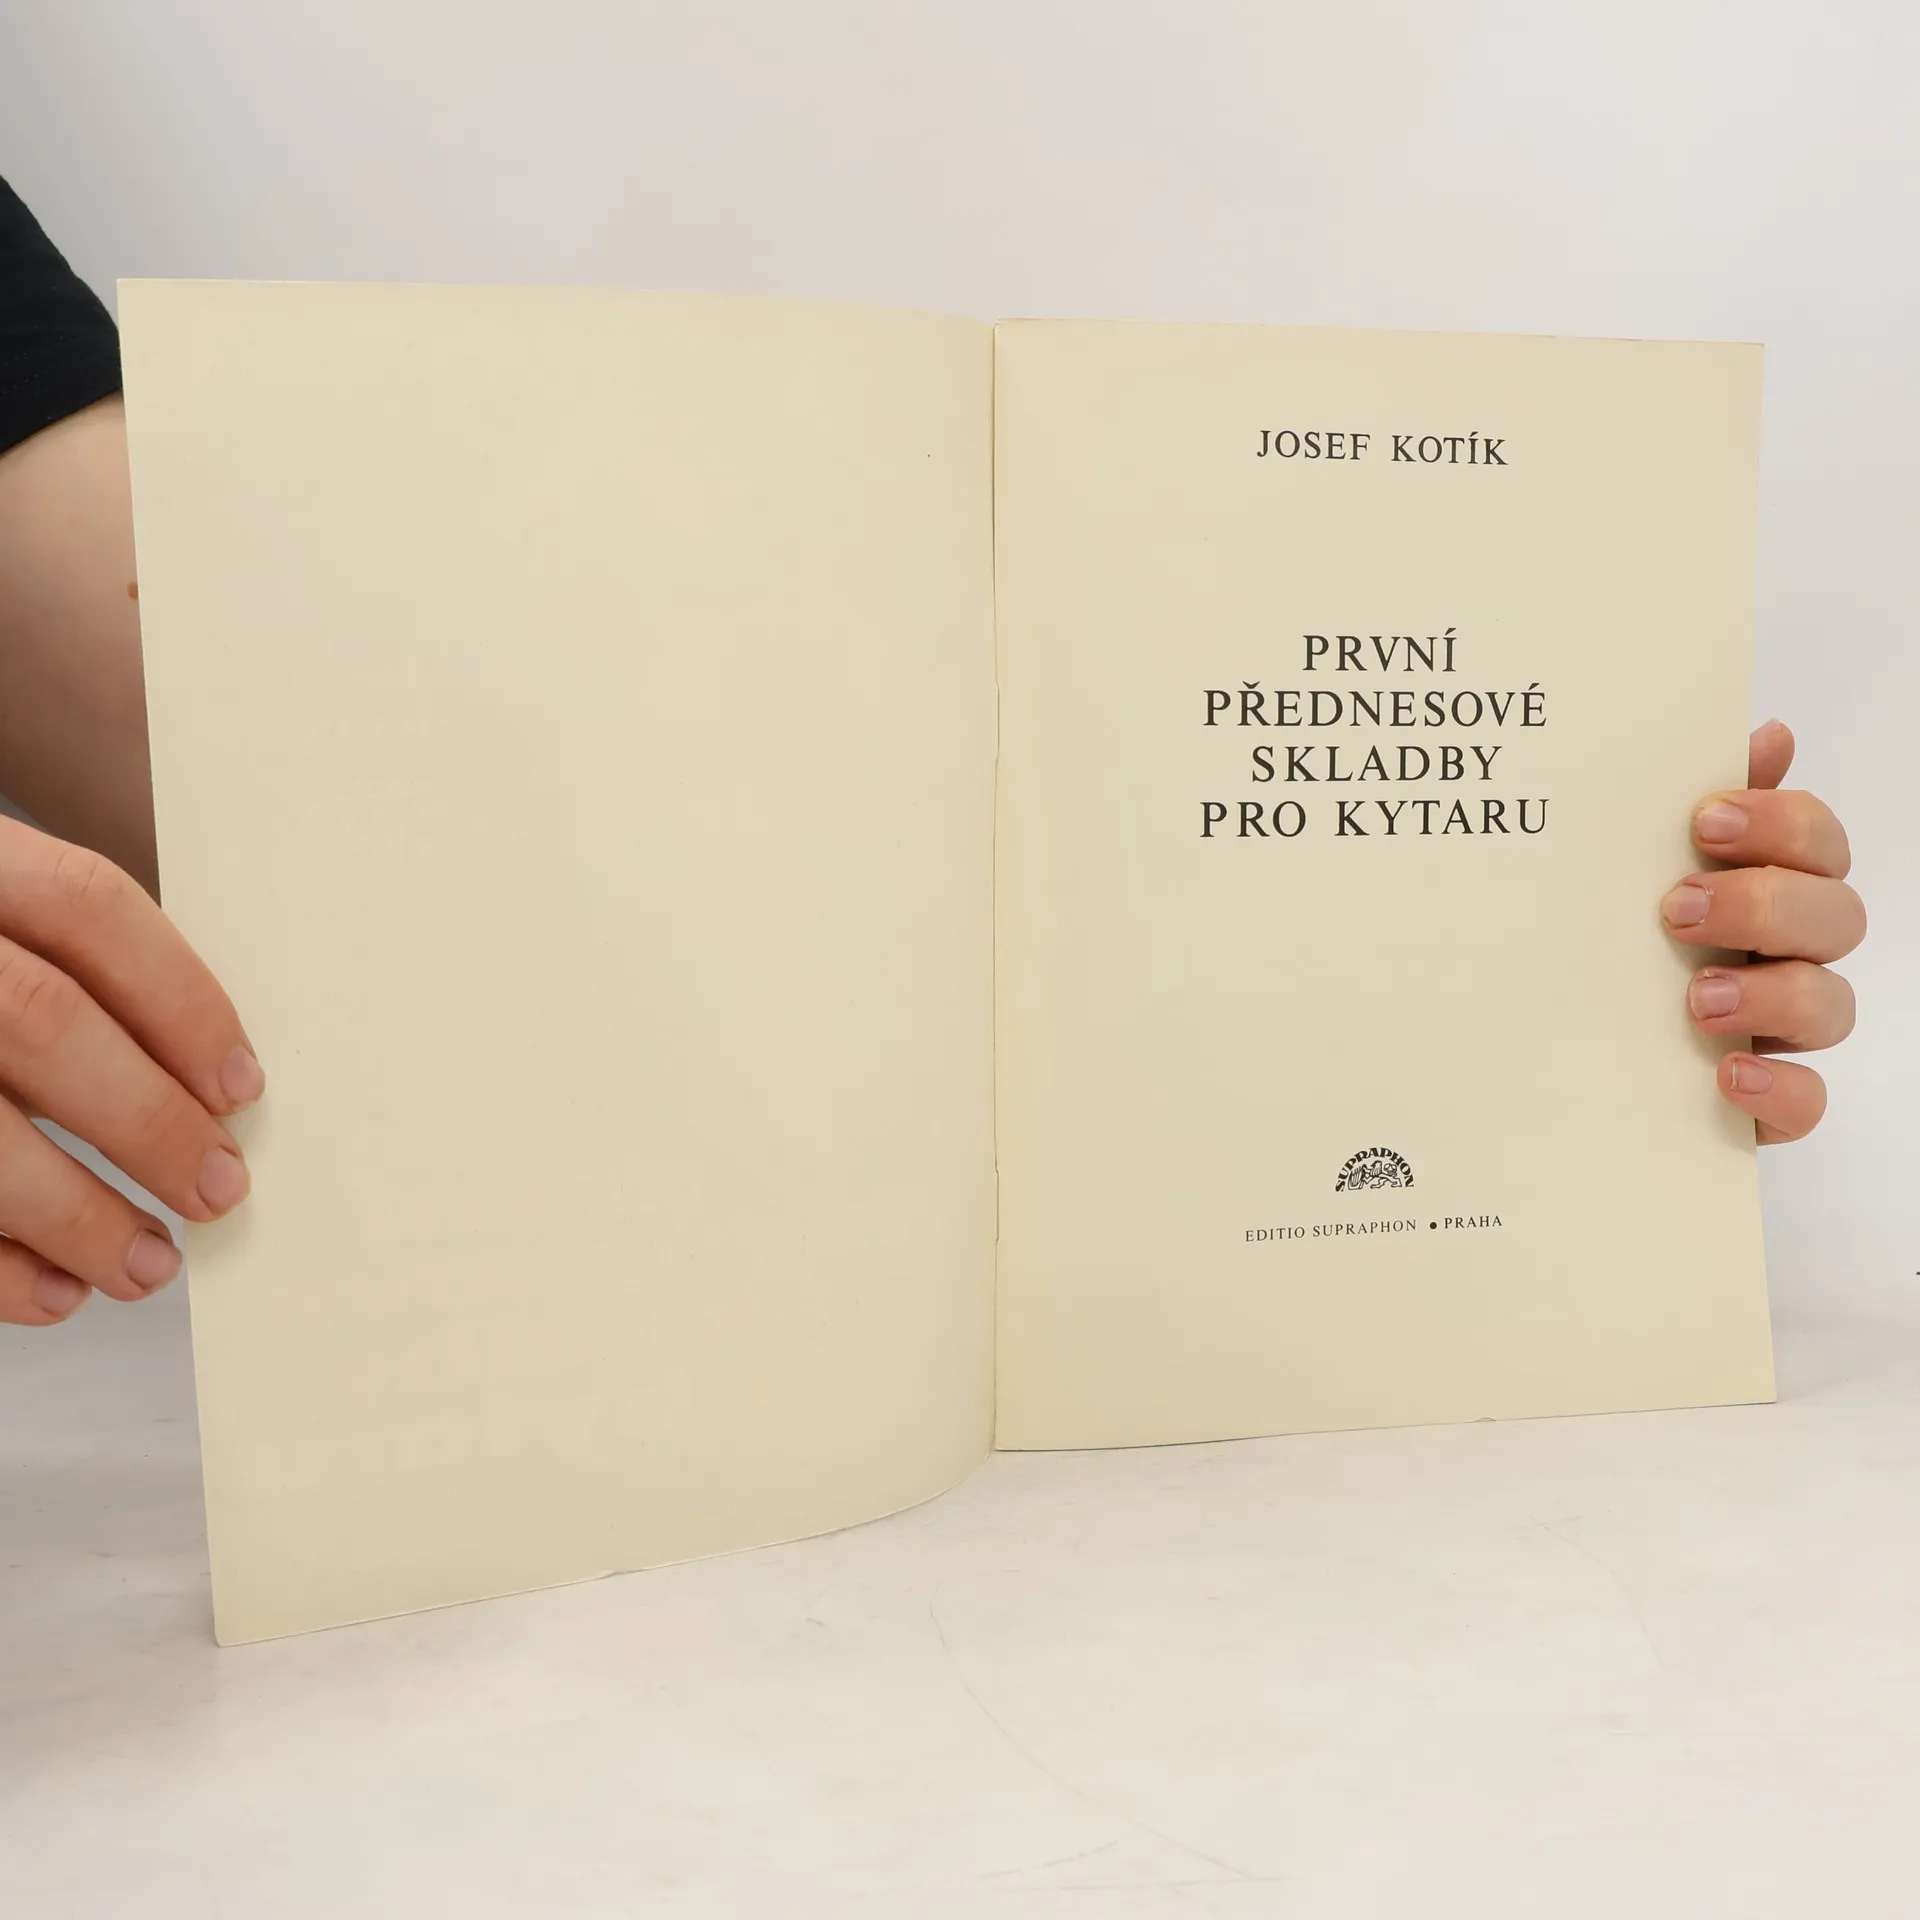 JOSEF KOTÍK
PRVNÍ
PŘEDNESOVÉ
SKLADBY
PRO KYTARU
SUPRAPHON
EDITIO SUPRAPHON ● PRAHA